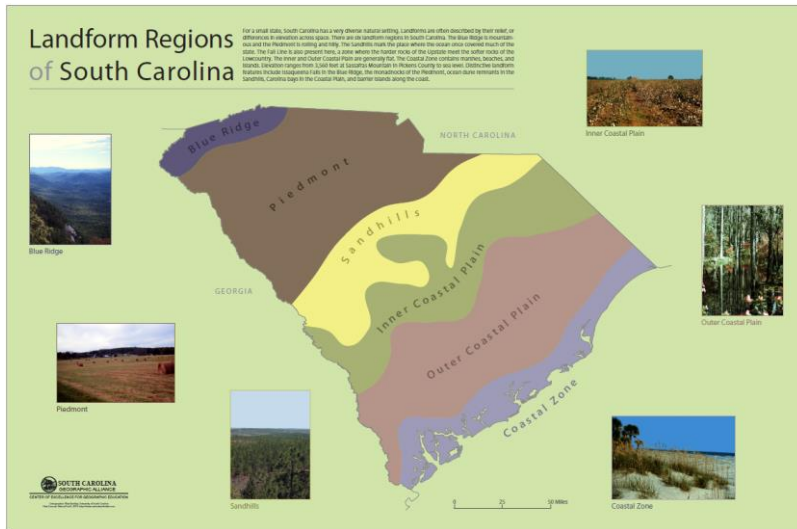 Landform Regions
of South Carolina
For a small state, South Carolina has a very diverse natural setting. Landforms are often described by their relief, or
differences in elevation across space. There are six landform regions in South Carolina. The Blue Ridge is mountain-
ous and the Piedmont is rolling and hilly. The Sandhills mark the place where the ocean once covered much of the
state. The Fall Line is also present here, a zone where the harder rocks of the Upstate meet the softer rocks of the
Lowcountry. The Inner and Outer Coastal Plain are generally flat. The Coastal Zone contains marshes, beaches, and
islands. Elevation ranges from 3,560 feet at Sassafras Mountain in Pickens County to sea level. Distinctive landform
features include Issaqueena Falls in the Blue Ridge, the monadnocks of the Piedmont, ocean dune remnants in the
Sandhills, Carolina bays in the Coastal Plain, and barrier islands along the coast.
Blue Ridge
NORTH CAROLINA
Inner Coastal Plain
Blue Ridge
Piedmont
Sandhills
GEORGIA
Inner Coastal Plain
Outer Coastal Plain
Outer Coastal Plain
Piedmont
Coastal Zone
SOUTH CAROLINA
GEOGRAPHIC ALLIANCE
CENTER OF EXCELLENCE FOR GEOGRAPHIC EDUCATION
Sandhills
0 25 50 Miles
Coastal Zone